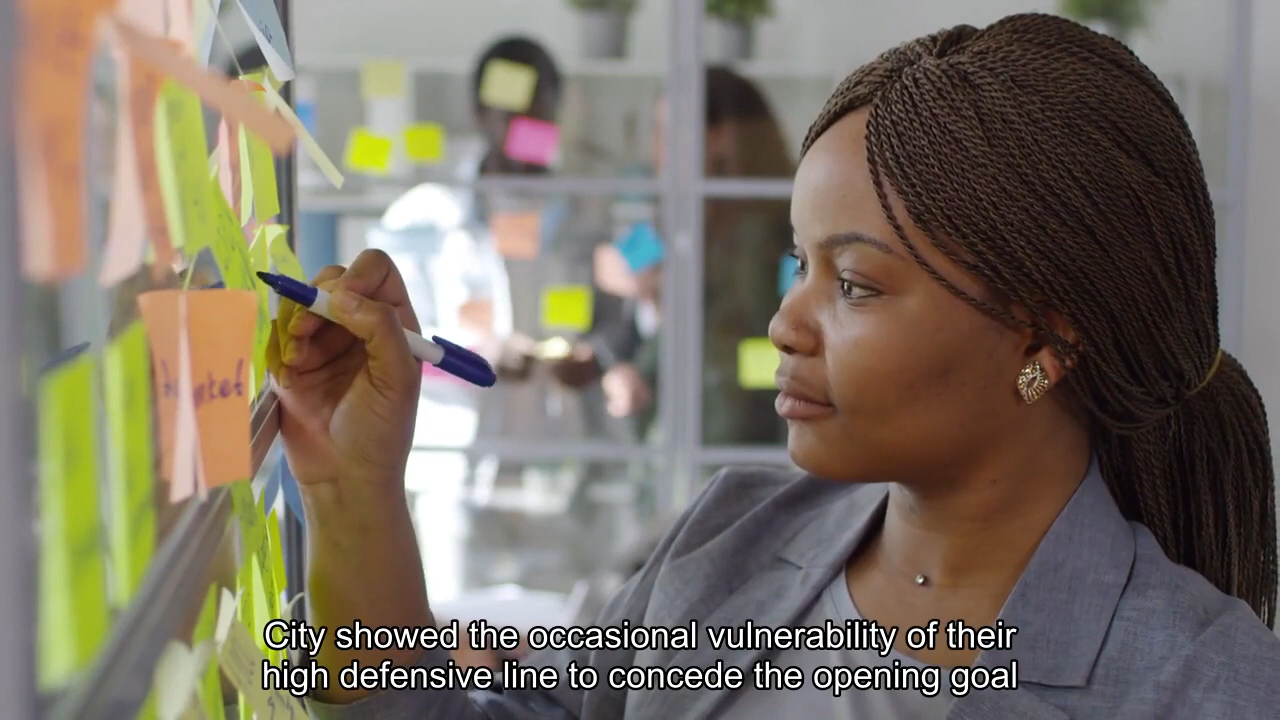 City showed the occasional vulnerability of their
high defensive line to concede the opening goal